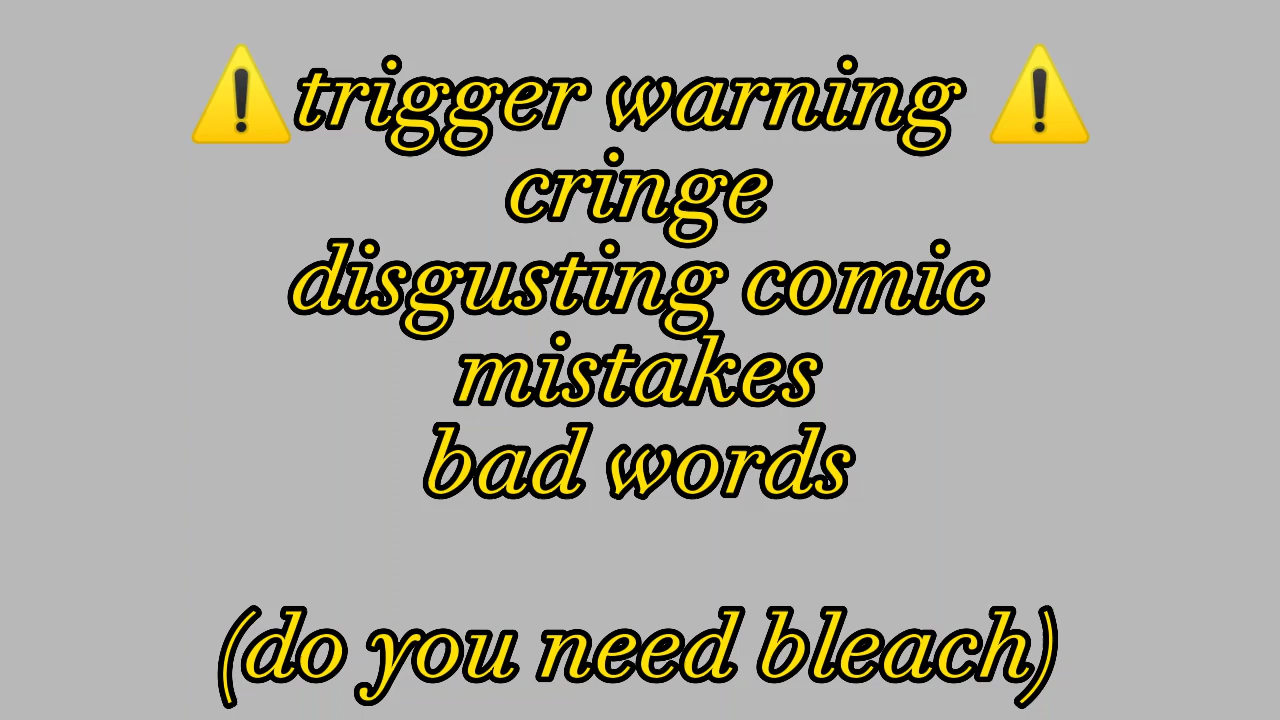 ⚠️trigger warning ⚠️
cringe
disgusting comic
mistakes
bad words
(do you need bleach)